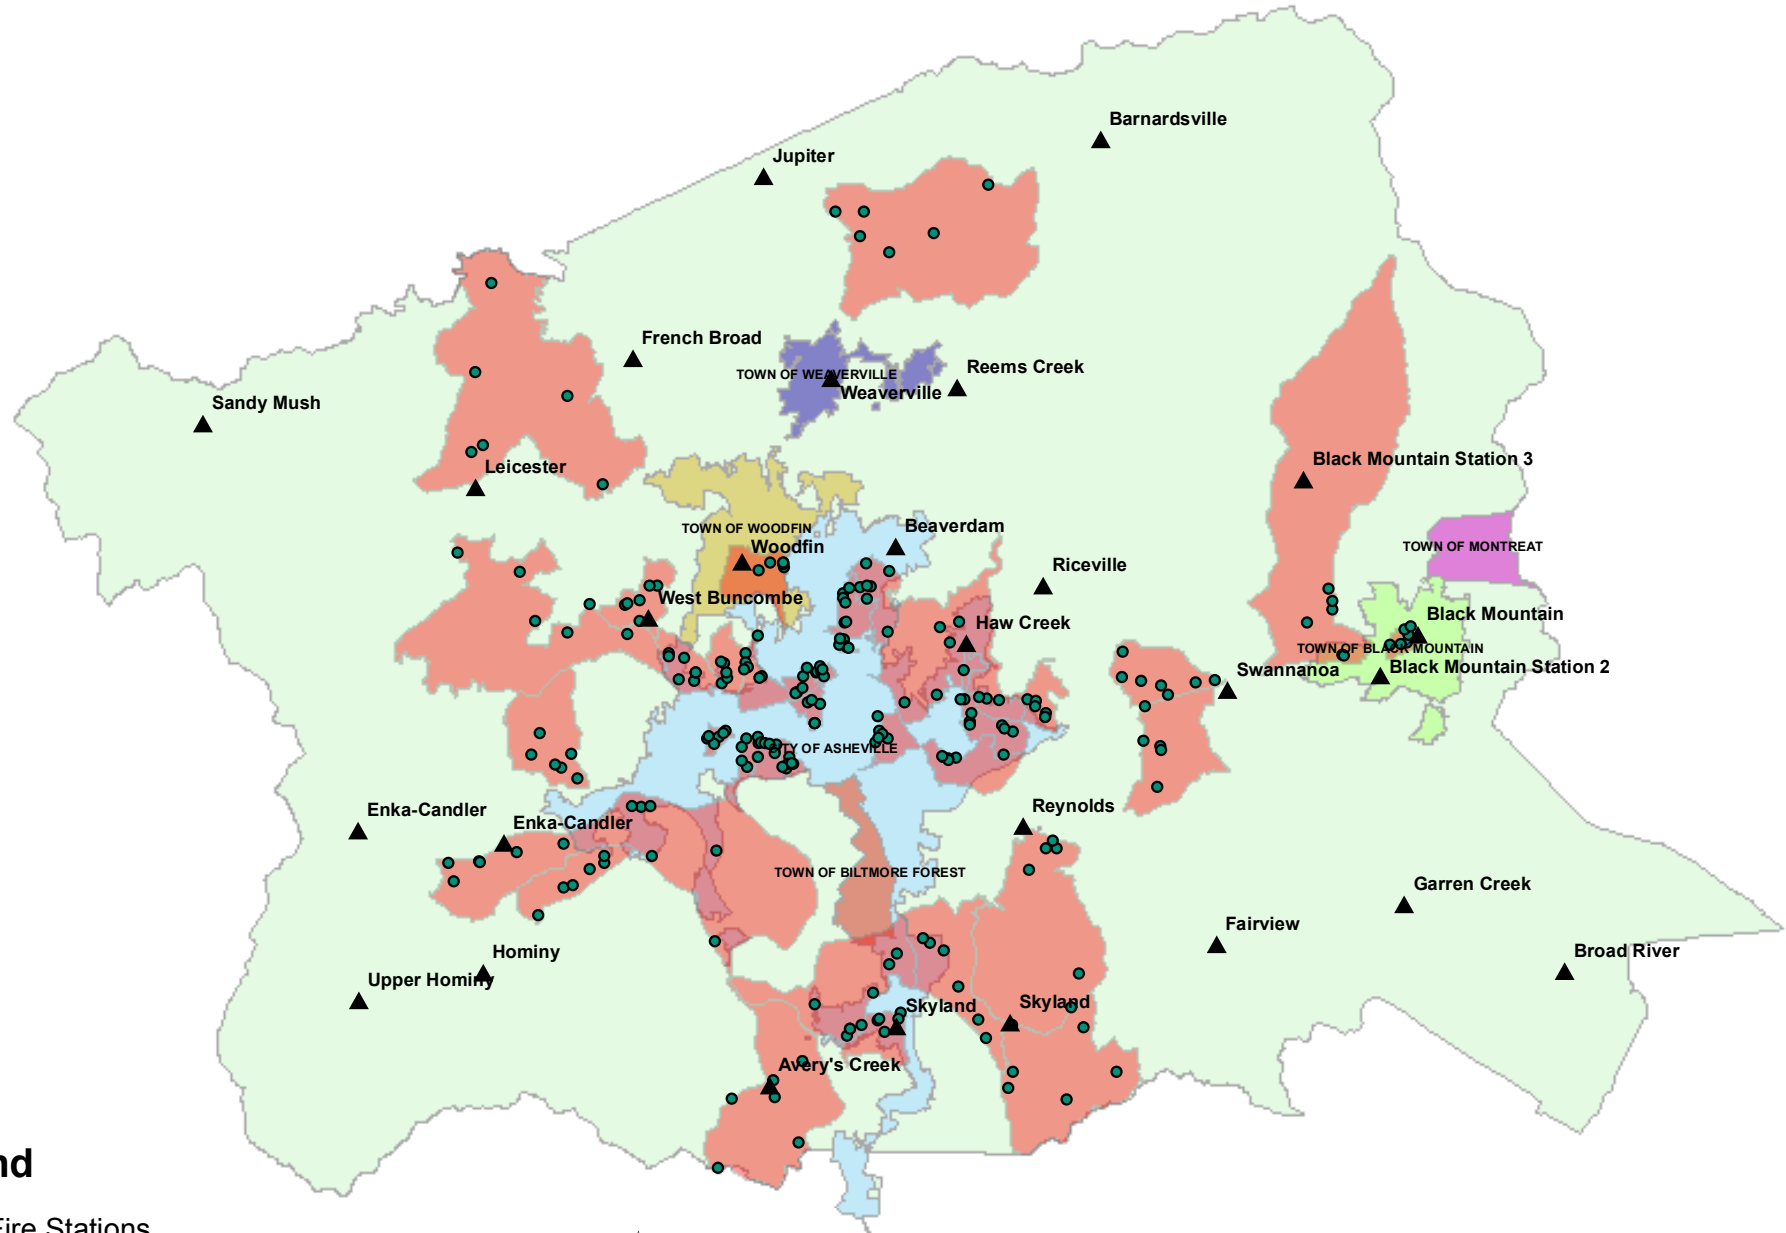 Barnardsville
Jupiter
French Broad
Reems Creek
TOWN OF WEAVERVILLE
Weaverville
Sandy Mush
Leicester
Black Mountain Station 3
TOWN OF WOODFIN
Beaverdam
Woodfin
TOWN OF MONTREAT
Riceville
West Buncombe
Black Mountain
Haw Creek
TOWN OF BLACK MOUNTAIN
Swannanoa
Black Mountain Station 2
CITY OF ASHEVILLE
Enka-Candler
Enka-Candler
Reynolds
TOWN OF BILTMORE FOREST
Garren Creek
Fairview
Hominy
Broad River
Upper Hominy
Skyland
Skyland
Avery's Creek
nd
Fire Stations